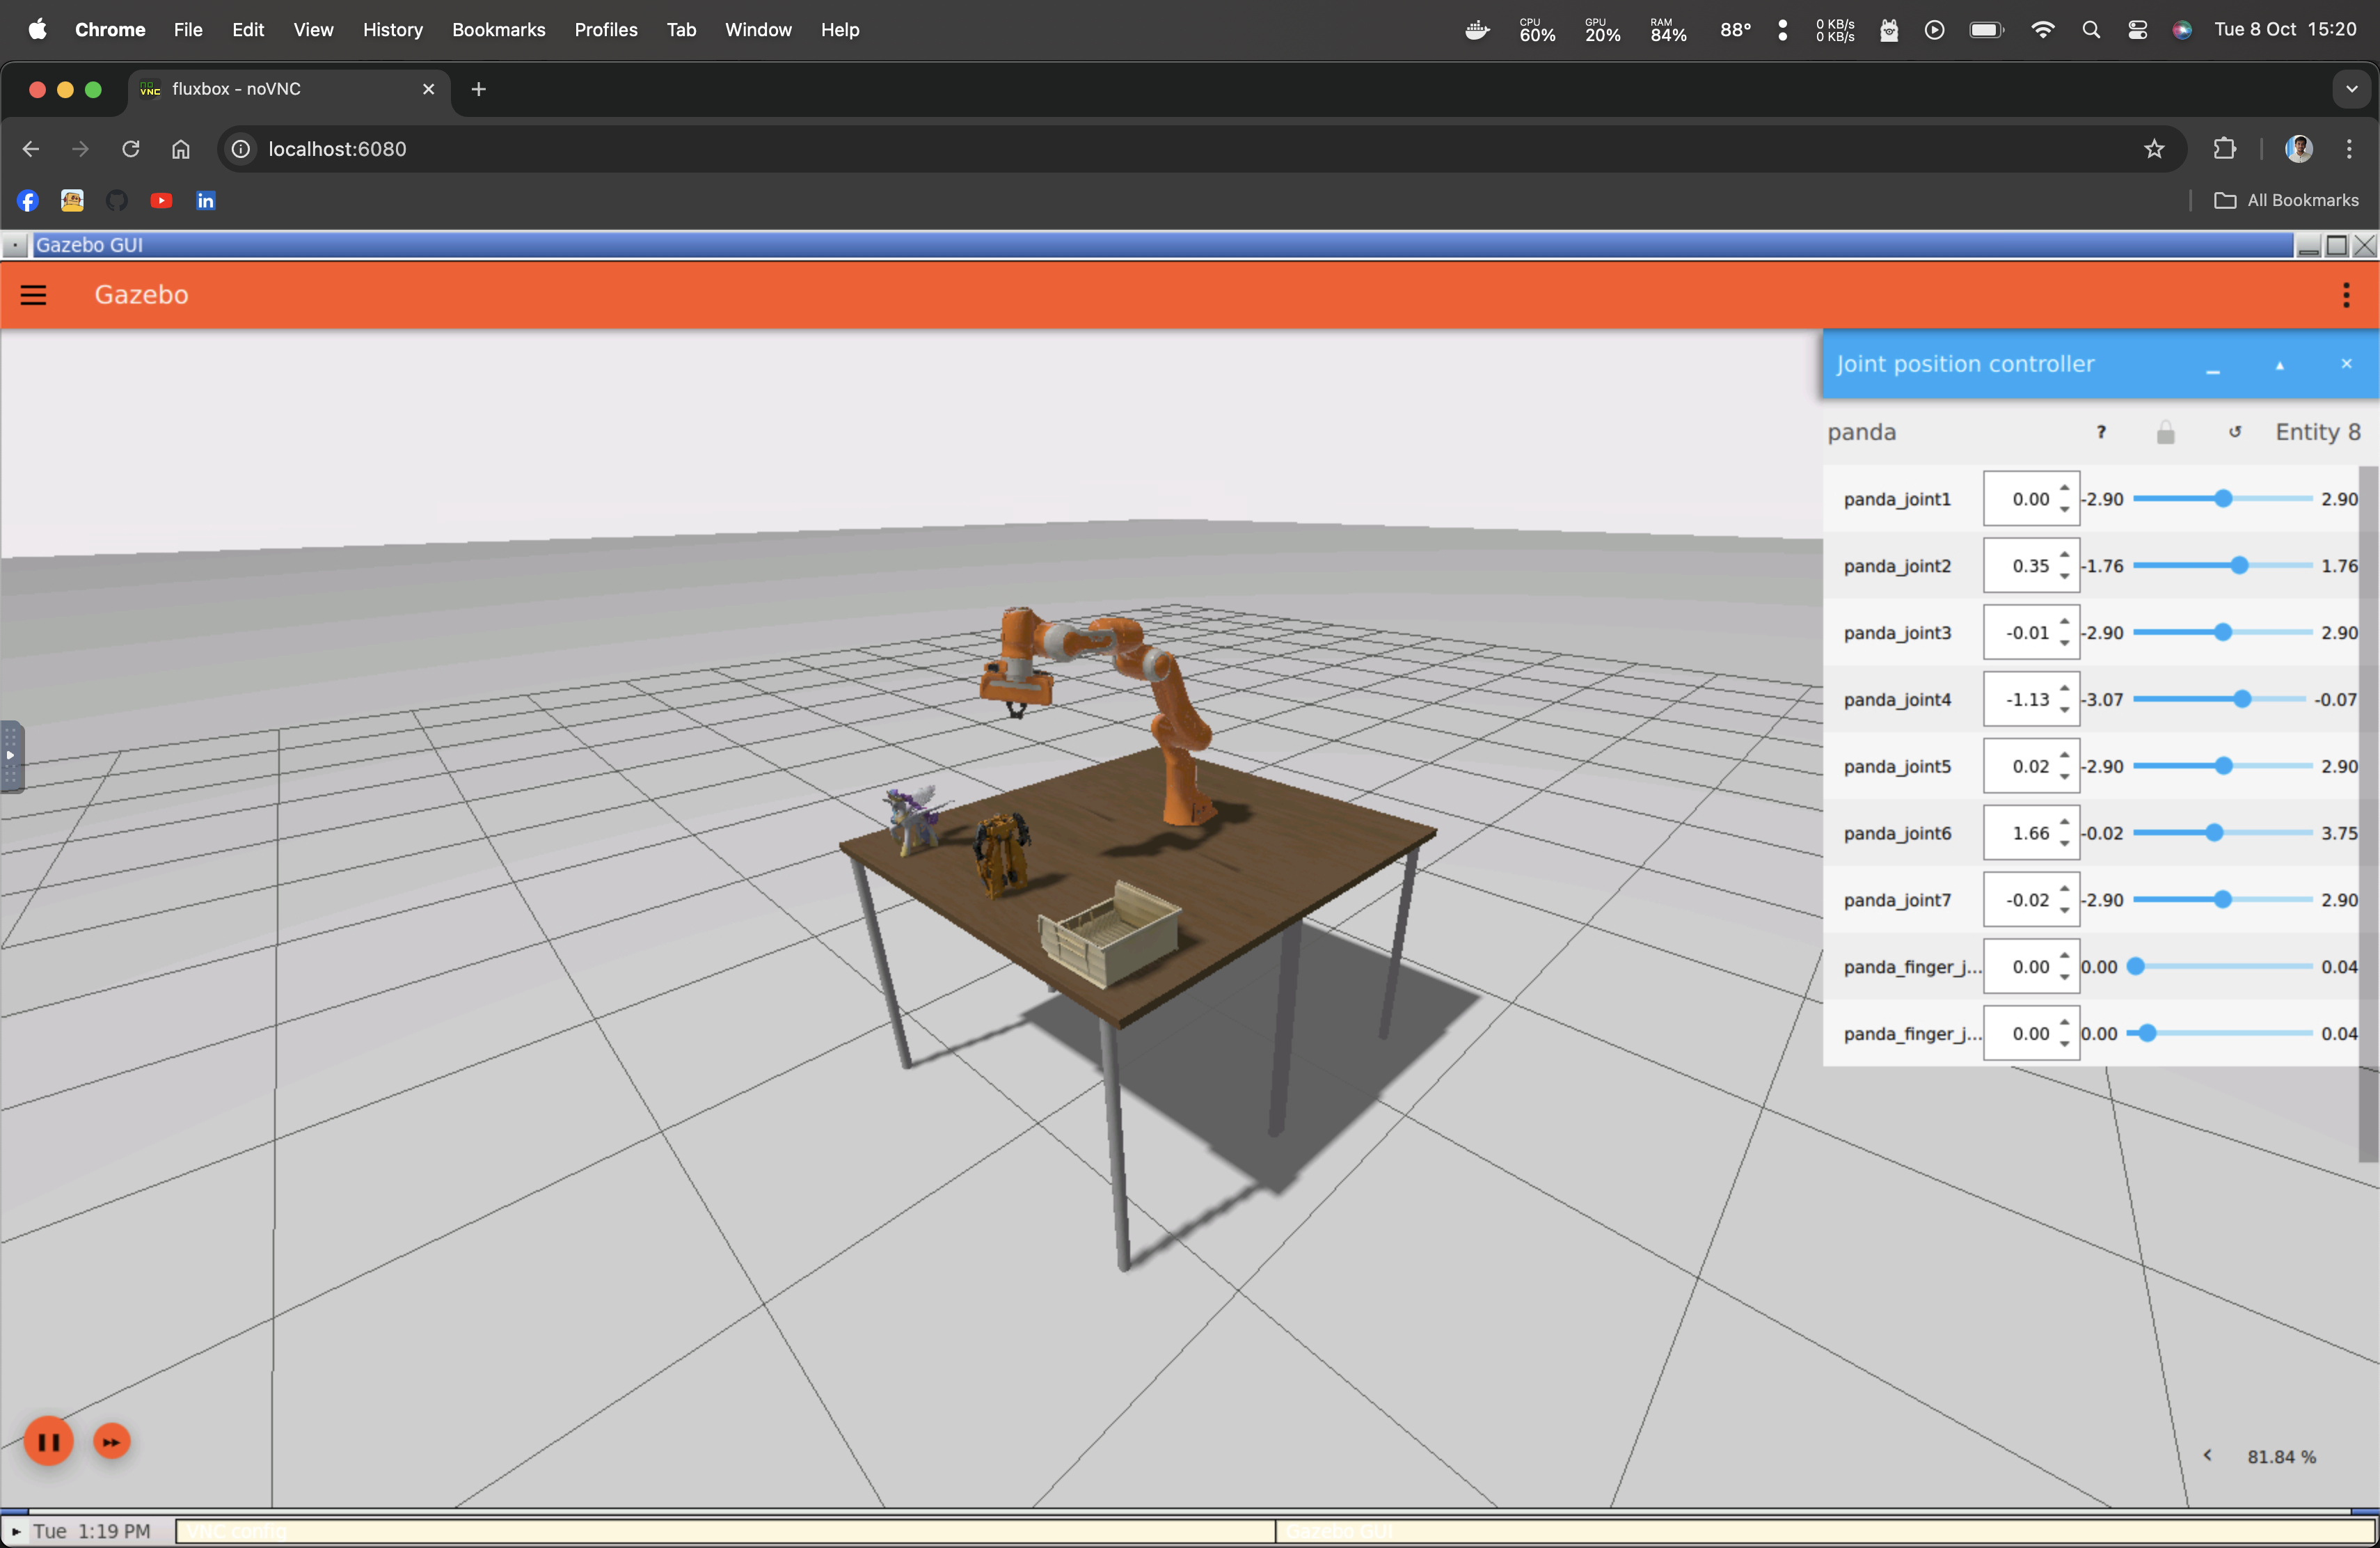 Chrome File Edit View History Bookmarks Profiles Tab Window Help CPU 60% GPU 20% RAM 84% 88° 0 KB/s 0 KB/s Tue 8 Oct 15:20
fluxbox - noVNC
localhost:6080
All Bookmarks
Gazebo GUI
Gazebo
Joint position controller
panda ? Entity 8
panda_joint1 0.00 -2.90 2.90
panda_joint2 0.35 -1.76 1.76
panda_joint3 -0.01 -2.90 2.90
panda_joint4 -1.13 -3.07 -0.07
panda_joint5 0.02 -2.90 2.90
panda_joint6 1.66 -0.02 3.75
panda_joint7 -0.02 -2.90 2.90
panda_finger_j... 0.00 0.00 0.04
panda_finger_j... 0.00 0.00 0.04
81.84 %
Tue 1:19 PM VNC config Gazebo GUI